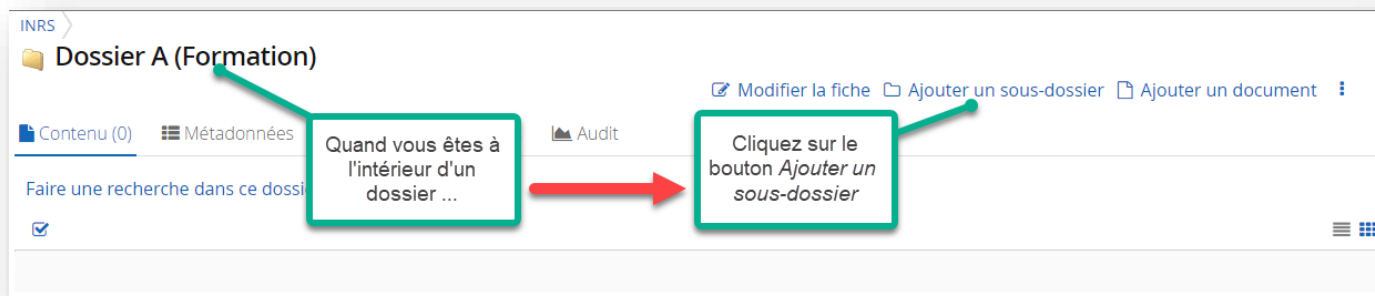 INRS
Dossier A (Formation)
Modifier la fiche Ajouter un sous-dossier Ajouter un document
Contenu (0) Métadonnées Audit
Quand vous êtes à
l'intérieur d'un
dossier ...
Cliquez sur le
bouton Ajouter un
sous-dossier
Faire une recherche dans ce dossi